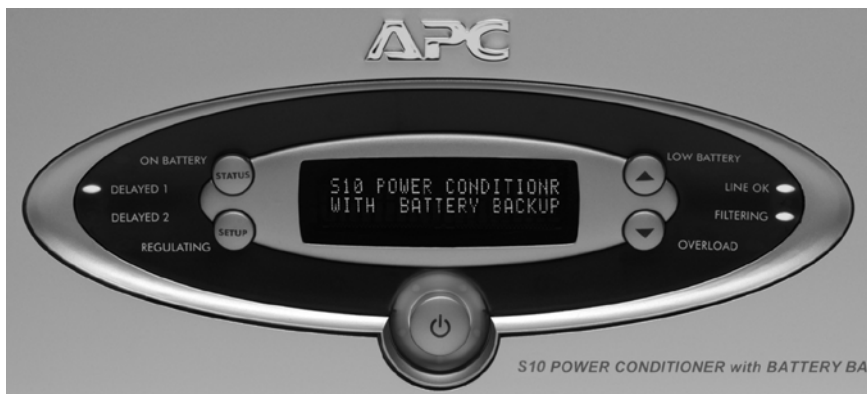 APC
ON BATTERY
DELAYED 1
DELAYED 2
REGULATING
STATUS
SETUP
S10 POWER CONDITIONR
WITH BATTERY BACKUP
LOW BATTERY
LINE OK
FILTERING
OVERLOAD
S10 POWER CONDITIONER with BATTERY BA